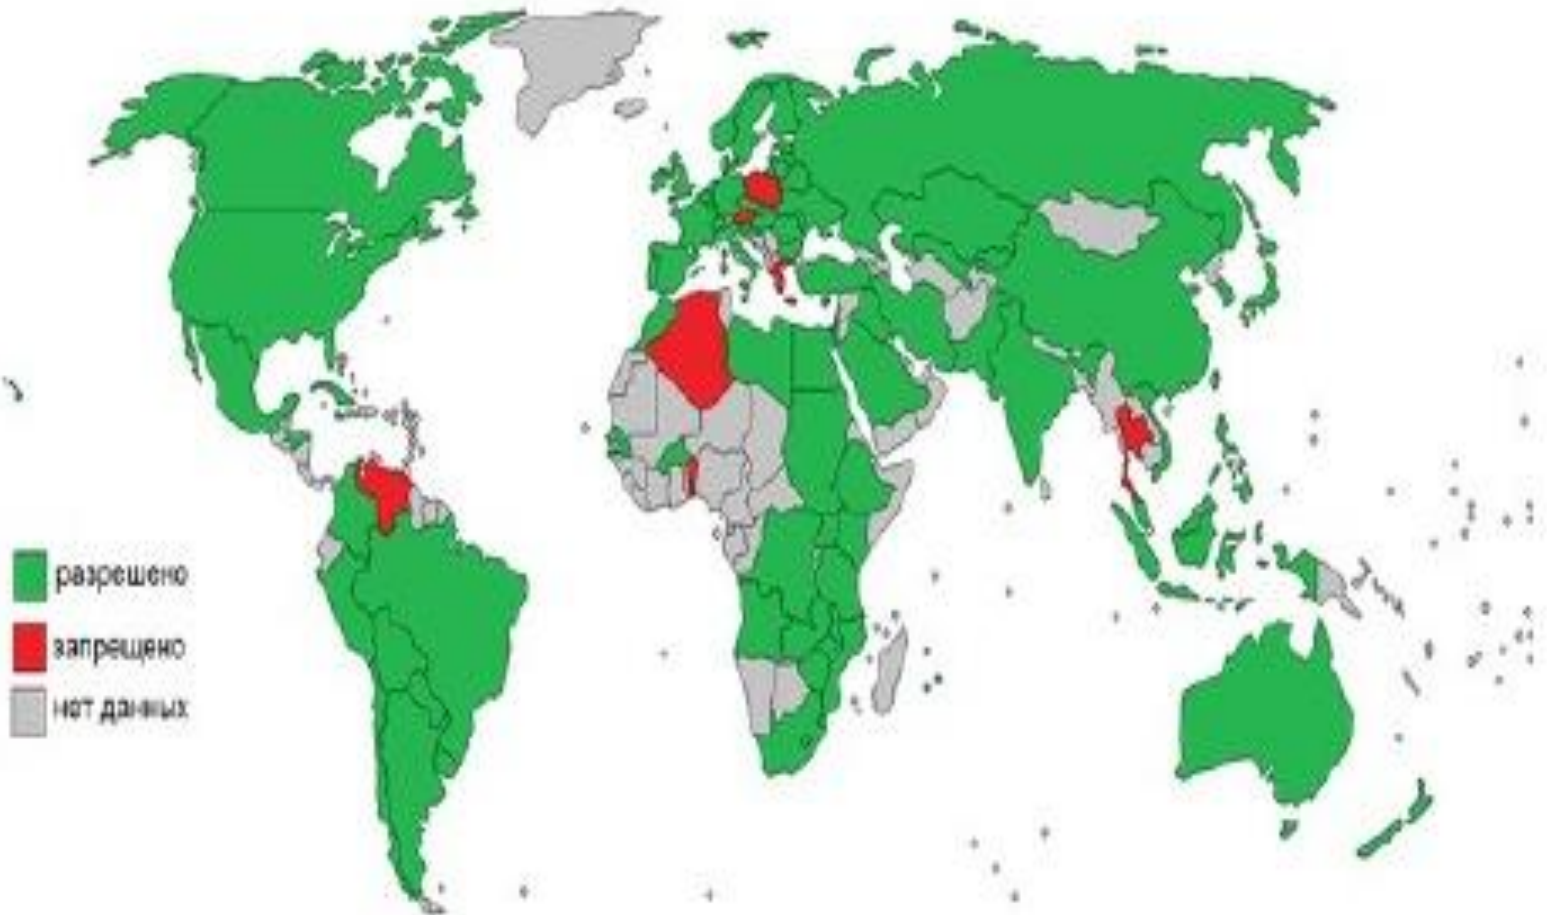 разрешено
запрещено
нет данных